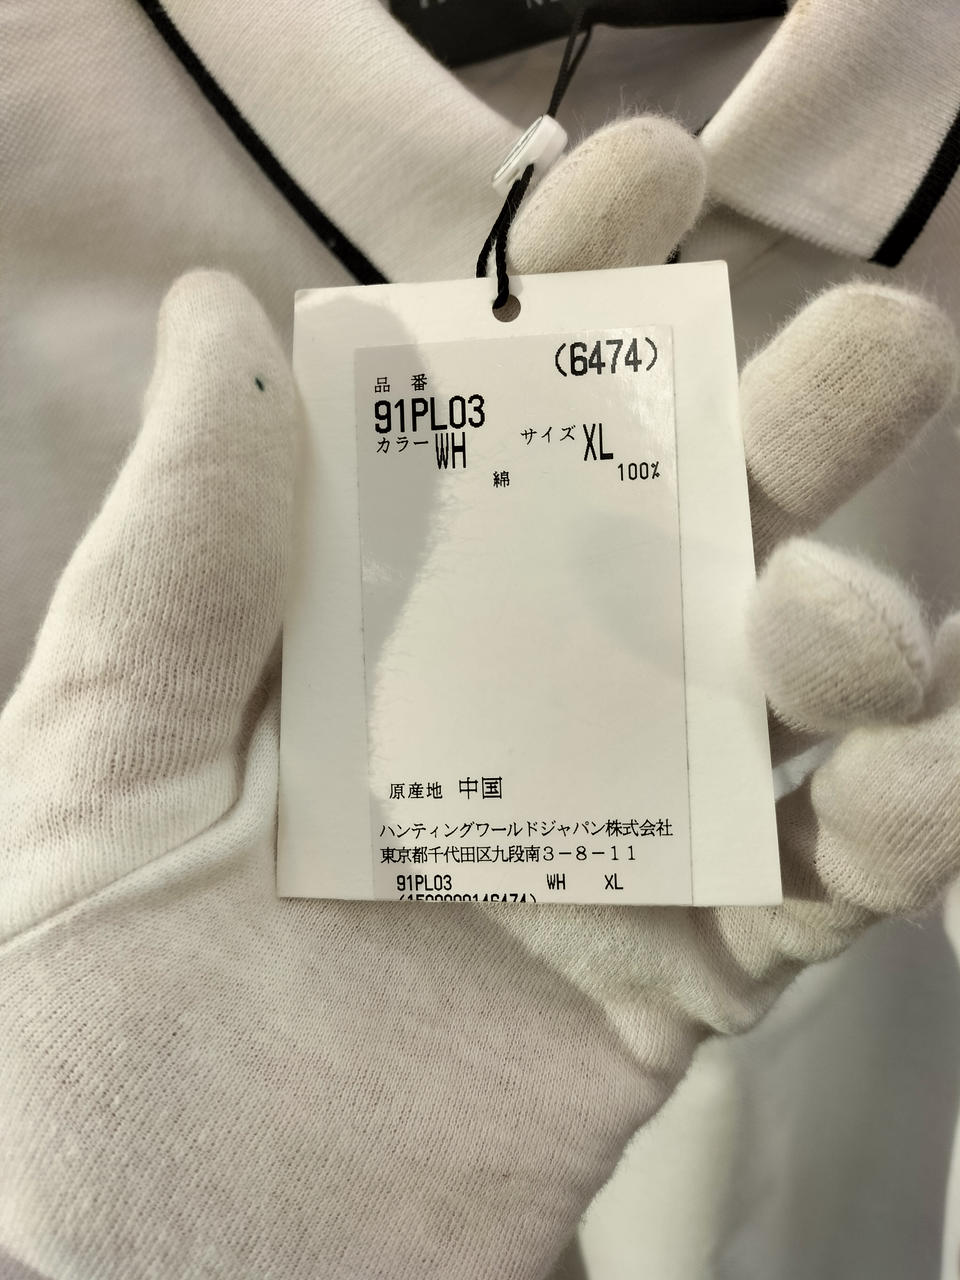 (6474)
品 番
91PL03
カラー WH サイズ XL
綿 100%
原産地 中国
ハンティングワールドジャパン株式会社
東京都千代田区九段南3-8-11
91PL03 WH XL